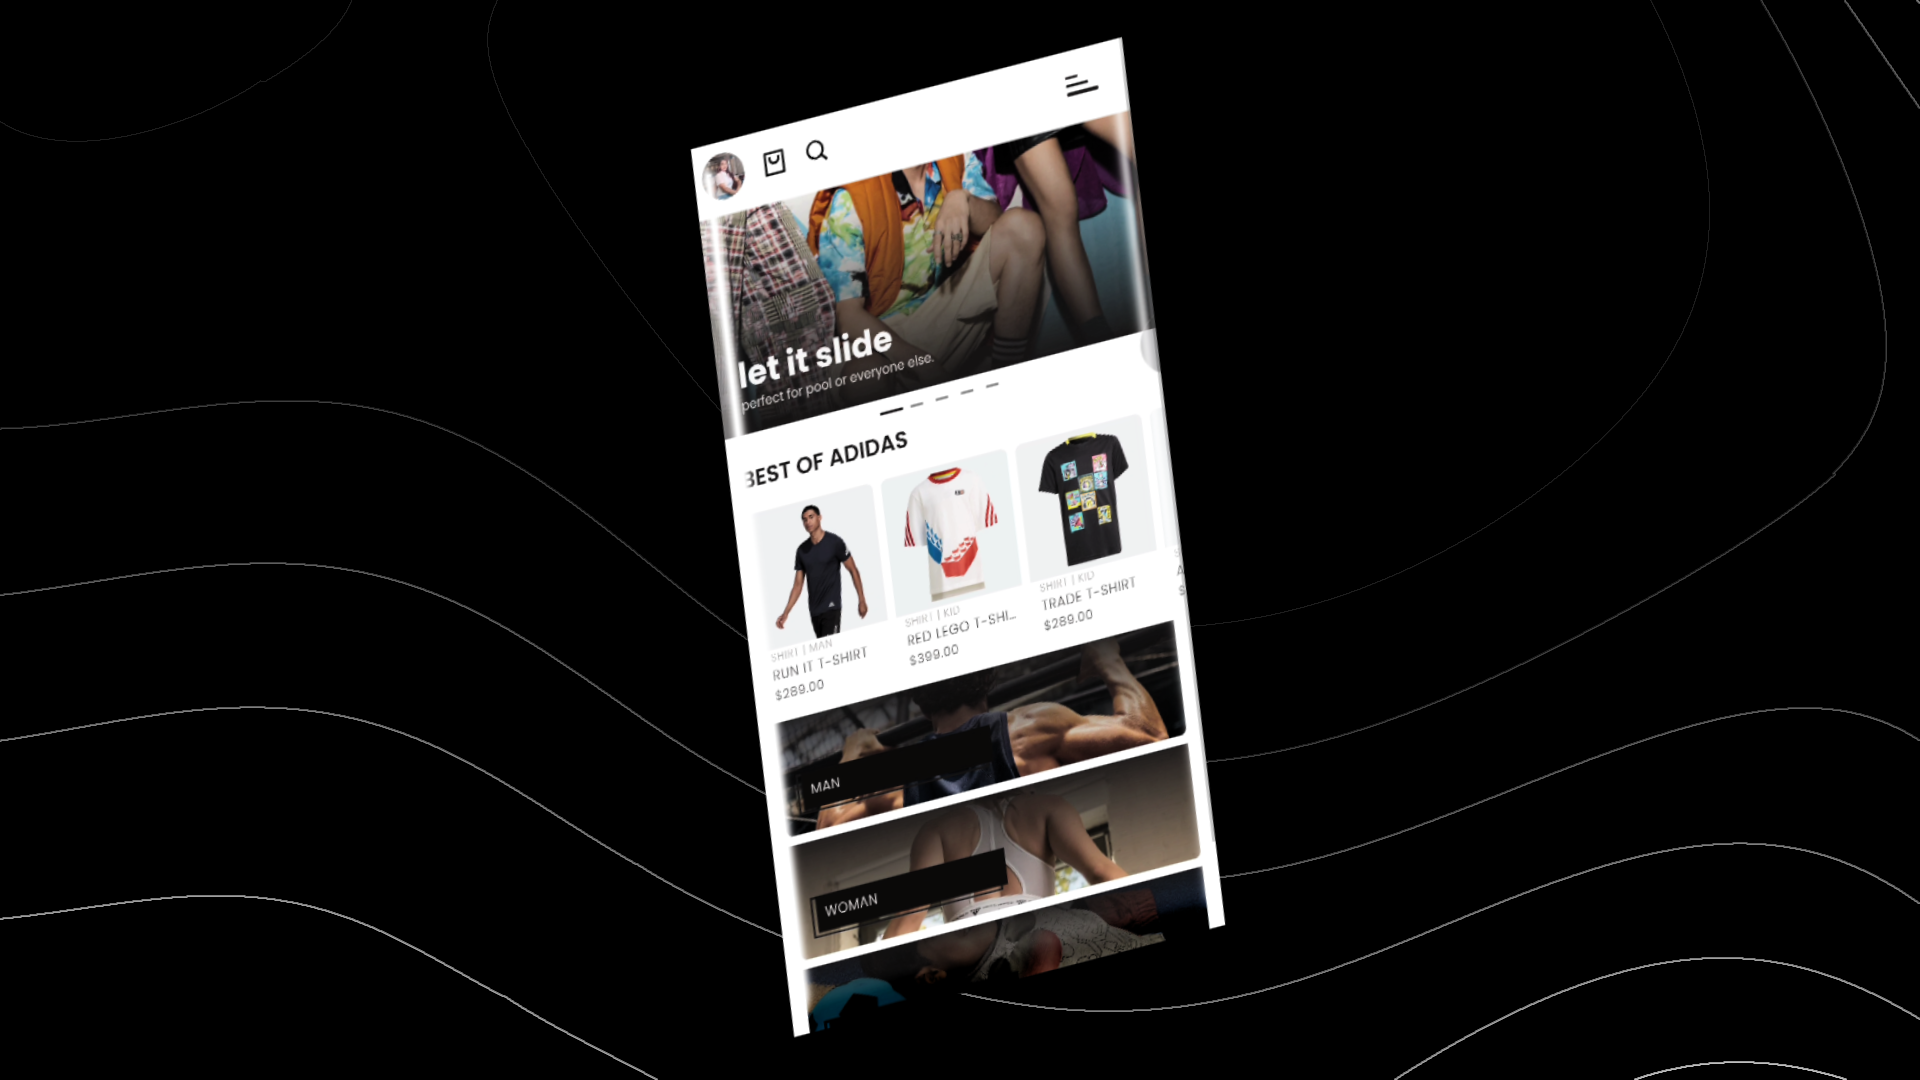 let it slide
perfect for pool or everyone else.
BEST OF ADIDAS
SHIRT | MAN
RUN IT T-SHIRT
$289.00
SHIRT | KID
RED LEGO T-SHI...
$399.00
SHIRT | KID
TRADE T-SHIRT
$289.00
S
A
$
MAN
WOMAN